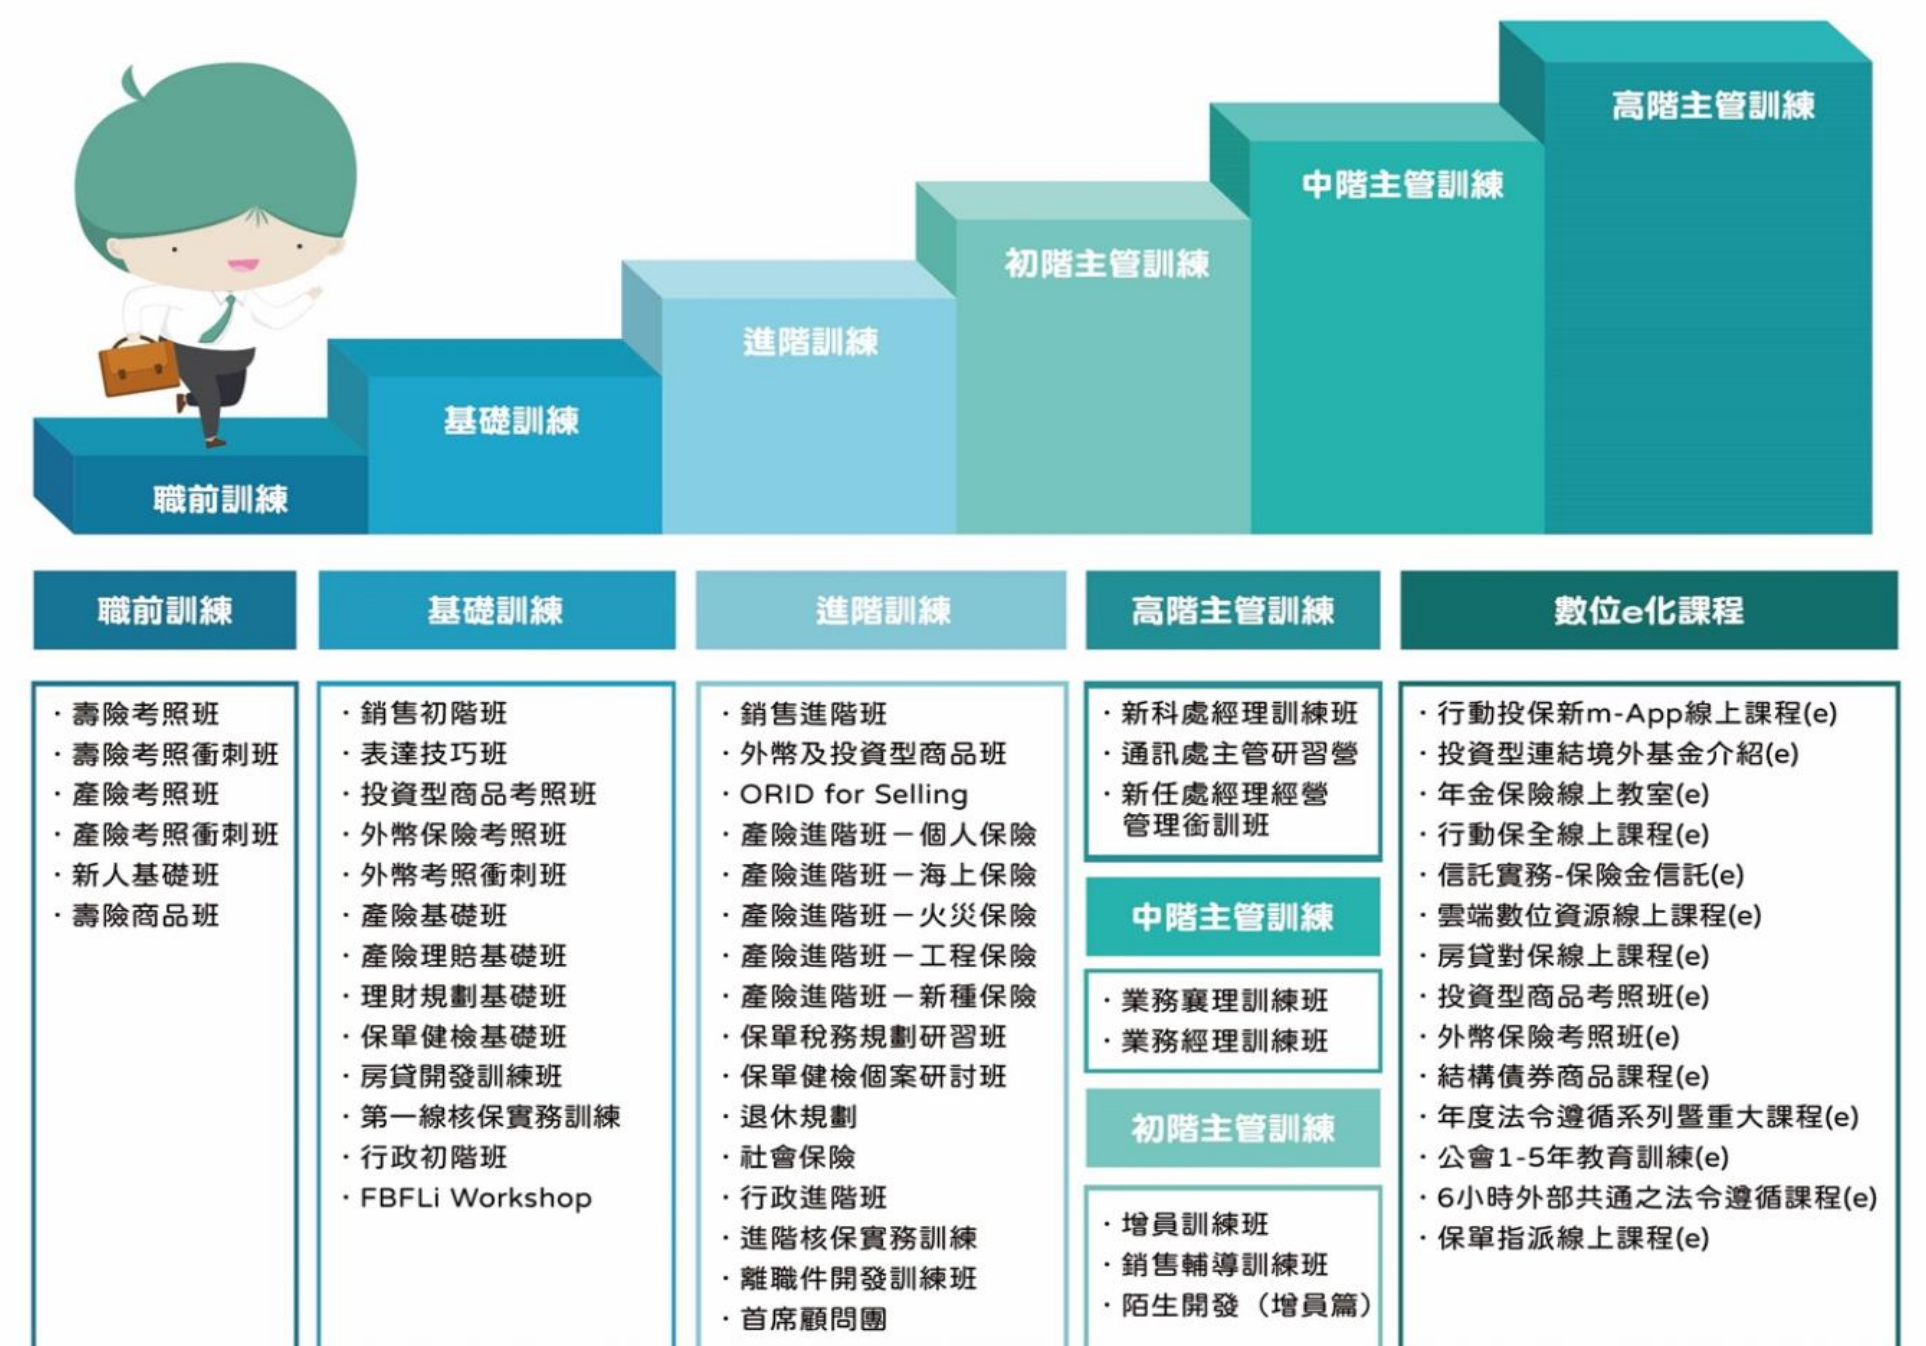 高階主管訓練
中階主管訓練
初階主管訓練
進階訓練
基礎訓練
職前訓練
職前訓練
・壽險考照班
・壽險考照衝刺班
・產險考照班
・產險考照衝刺班
・新人基礎班
・壽險商品班
基礎訓練
・銷售初階班
・表達技巧班
・投資型商品考照班
・外幣保險考照班
・外幣考照衝刺班
・產險基礎班
・產險理賠基礎班
・理財規劃基礎班
・保單健檢基礎班
・房貸開發訓練班
・第一線核保實務訓練
・行政初階班
・FBFLi Workshop
進階訓練
・銷售進階班
・外幣及投資型商品班
・ORID for Selling
・產險進階班－個人保險
・產險進階班－海上保險
・產險進階班－火災保險
・產險進階班－工程保險
・產險進階班－新種保險
・保單稅務規劃研習班
・保單健檢個案研討班
・退休規劃
・社會保險
・行政進階班
・進階核保實務訓練
・離職件開發訓練班
・首席顧問團
高階主管訓練
・新科處經理訓練班
・通訊處主管研習營
・新任處經理經營
管理銜訓班
中階主管訓練
・業務襄理訓練班
・業務經理訓練班
初階主管訓練
・增員訓練班
・銷售輔導訓練班
・陌生開發（增員篇）
數位e化課程
・行動投保新m-App線上課程(e)
・投資型連結境外基金介紹(e)
・年金保險線上教室(e)
・行動保全線上課程(e)
・信託實務-保險金信託(e)
・雲端數位資源線上課程(e)
・房貸對保線上課程(e)
・投資型商品考照班(e)
・外幣保險考照班(e)
・結構債券商品課程(e)
・年度法令遵循系列暨重大課程(e)
・公會1-5年教育訓練(e)
・6小時外部共通之法令遵循課程(e)
・保單指派線上課程(e)